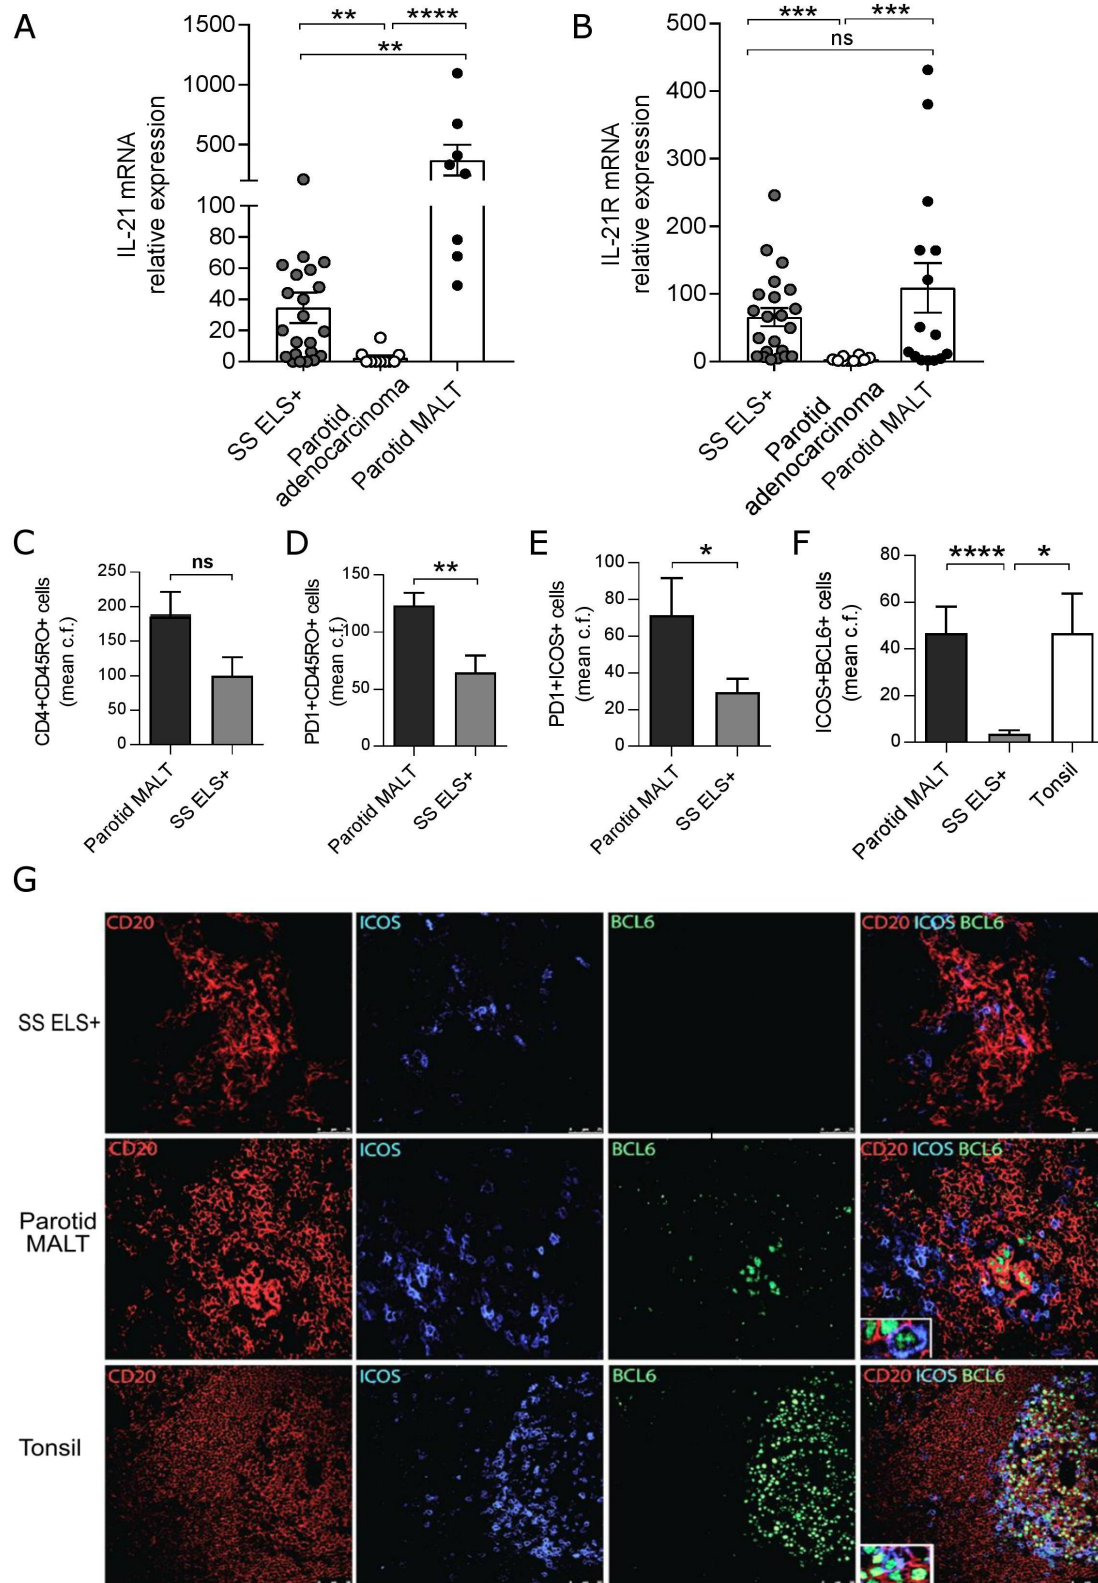 A
IL-21 mRNA
relative expression
1500
1000
500
100
80
60
40
20
0
**
****
**
SS ELS+
Parotid
adenocarcinoma
Parotid MALT
B
IL-21R mRNA
relative expression
500
400
300
200
100
0
***
***
ns
SS ELS+
Parotid
adenocarcinoma
Parotid MALT
C
CD4+CD45RO+ cells
(mean c.f.)
250
200
150
100
50
0
ns
Parotid MALT
SS ELS+
D
PD1+CD45RO+ cells
(mean c.f.)
150
100
50
0
**
Parotid MALT
SS ELS+
E
PD1+ICOS+ cells
(mean c.f.)
100
80
60
40
20
0
*
Parotid MALT
SS ELS+
F
ICOS+BCL6+ cells
(mean c.f.)
80
60
40
20
0
****
*
Parotid MALT
SS ELS+
Tonsil
G
SS ELS+
CD20
ICOS
BCL6
CD20 ICOS BCL6
Parotid
MALT
CD20
ICOS
BCL6
CD20 ICOS BCL6
Tonsil
CD20
ICOS
BCL6
CD20 ICOS BCL6